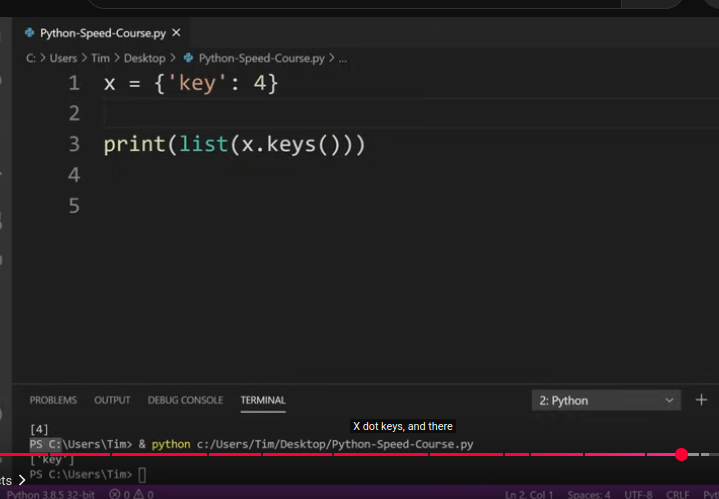 Python-Speed-Course.py ×
C: > Users > Tim > Desktop > Python-Speed-Course.py > ...
1 x = {'key': 4}
2
3 print(list(x.keys()))
4
5
PROBLEMS OUTPUT DEBUG CONSOLE TERMINAL 2: Python
[4]
X dot keys, and there
PS C:\Users\Tim> & python c:/Users/Tim/Desktop/Python-Speed-Course.py
['key']
PS C:\Users\Tim>
cts >
Python 3.8.5 32-bit 0 0 Ln 2, Col 1 Spaces: 4 UTF-8 CRLF Pyt